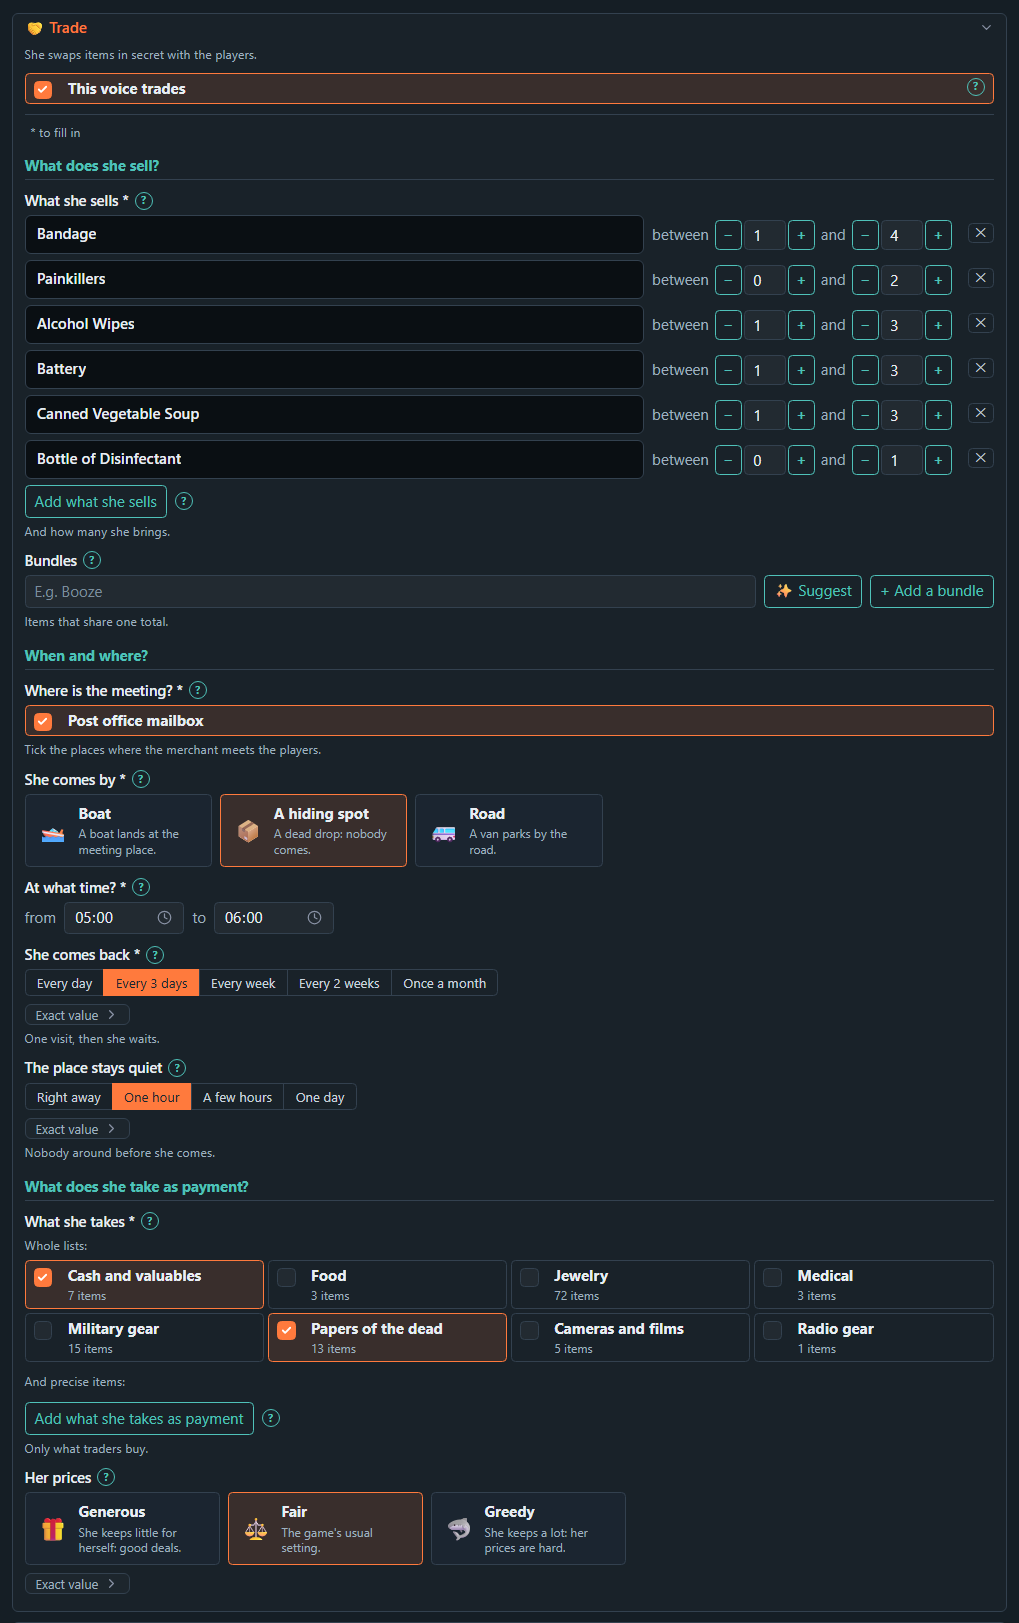 Trade
She swaps items in secret with the players.
This voice trades
?
* to fill in
What does she sell?
What she sells * ?
Bandage between − 1 + and − 4 + ×
Painkillers between − 0 + and − 2 + ×
Alcohol Wipes between − 1 + and − 3 + ×
Battery between − 1 + and − 3 + ×
Canned Vegetable Soup between − 1 + and − 3 + ×
Bottle of Disinfectant between − 0 + and − 1 + ×
Add what she sells ?
And how many she brings.
Bundles ?
E.g. Booze Suggest + Add a bundle
Items that share one total.
When and where?
Where is the meeting? * ?
Post office mailbox
Tick the places where the merchant meets the players.
She comes by * ?
Boat
A boat lands at the
meeting place.
A hiding spot
A dead drop: nobody
comes.
Road
A van parks by the
road.
At what time? * ?
from 05:00 to 06:00
She comes back * ?
Every day Every 3 days Every week Every 2 weeks Once a month
Exact value >
One visit, then she waits.
The place stays quiet ?
Right away One hour A few hours One day
Exact value >
Nobody around before she comes.
What does she take as payment?
What she takes * ?
Whole lists:
Cash and valuables
7 items
Food
3 items
Jewelry
72 items
Medical
3 items
Military gear
15 items
Papers of the dead
13 items
Cameras and films
5 items
Radio gear
1 items
And precise items:
Add what she takes as payment ?
Only what traders buy.
Her prices ?
Generous
She keeps little for
herself: good deals.
Fair
The game's usual
setting.
Greedy
She keeps a lot: her
prices are hard.
Exact value >